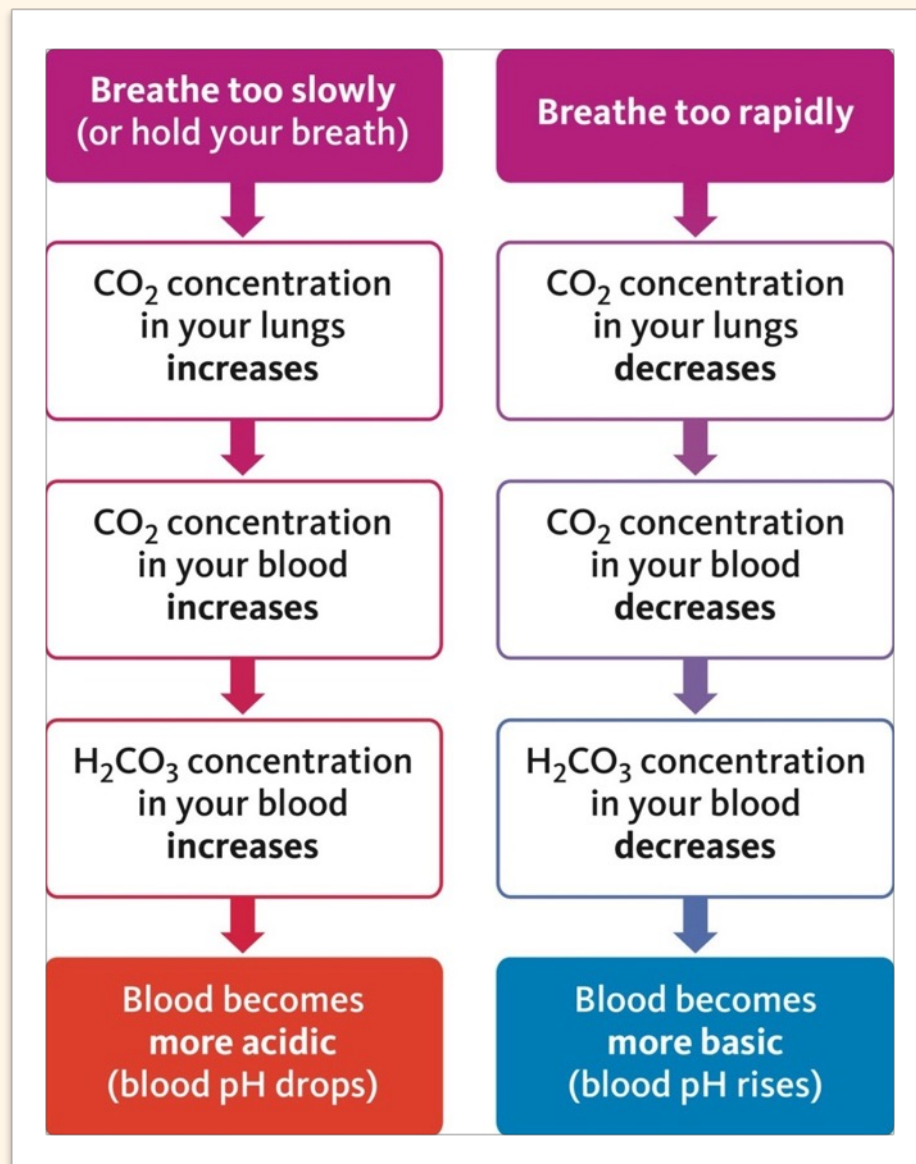 Breathe too slowly
(or hold your breath)
CO₂ concentration
in your lungs
increases
CO₂ concentration
in your blood
increases
H₂CO₃ concentration
in your blood
increases
Blood becomes
more acidic
(blood pH drops)
Breathe too rapidly
CO₂ concentration
in your lungs
decreases
CO₂ concentration
in your blood
decreases
H₂CO₃ concentration
in your blood
decreases
Blood becomes
more basic
(blood pH rises)